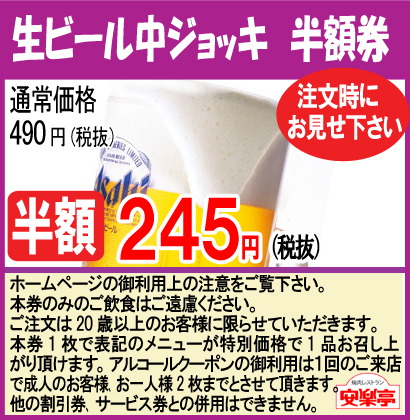 生ビール中ジョッキ 半額券
通常価格
490円(税抜)
注文時に
お見せ下さい
Asahi
ビール
半額 245円 (税抜)
ホームページの御利用上の注意をご覧下さい。
本券のみのご飲食はご遠慮ください。
ご注文は20歳以上のお客様に限らせていただきます。
本券1枚で表記のメニューが特別価格で1品お召し上
がり頂けます。アルコールクーポンの御利用は1回のご来店
で成人のお客様、お一人様2枚までとさせて頂きます。
他の割引券、サービス券との併用はできません。
焼肉レストラン
安楽亭